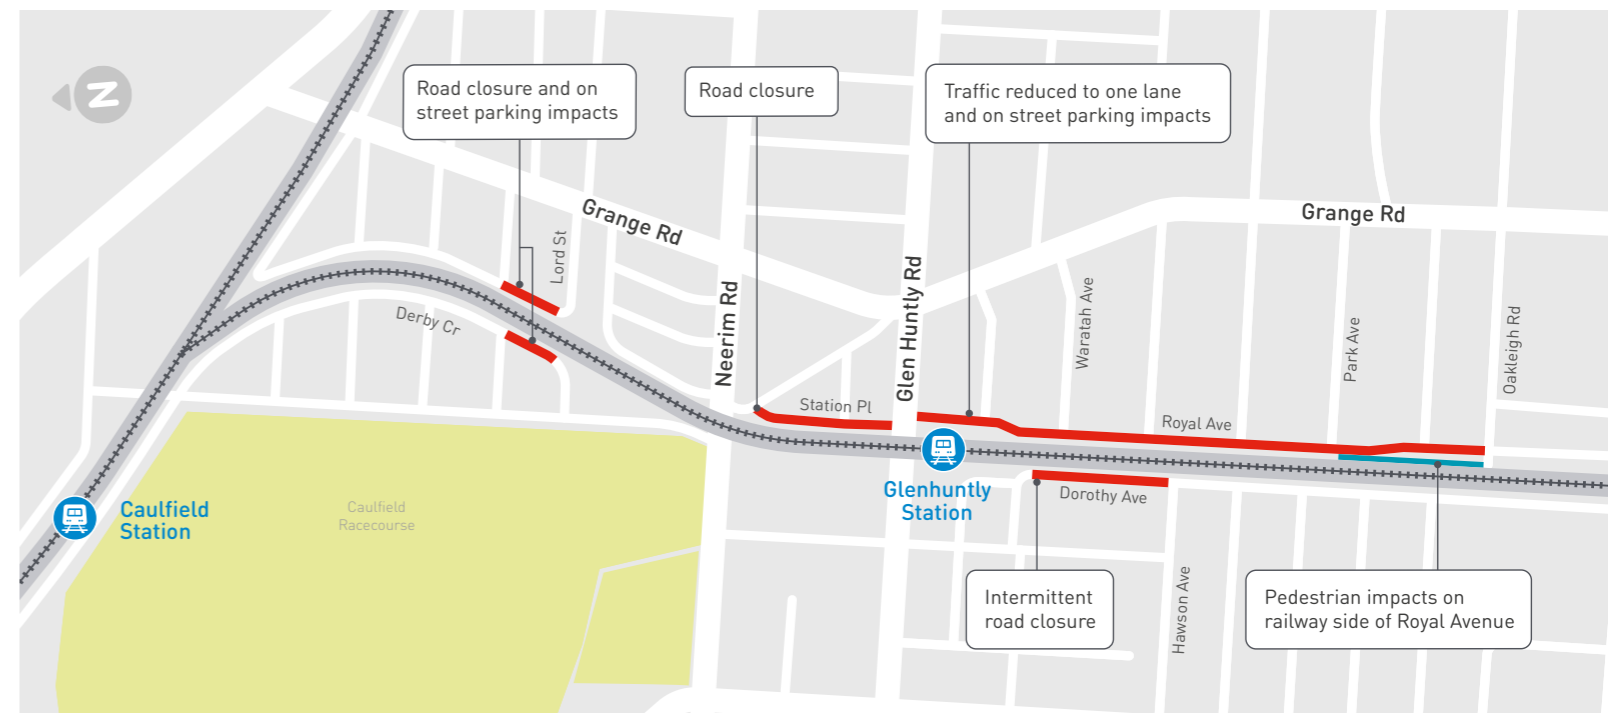 N
Road closure and on
street parking impacts
Road closure
Traffic reduced to one lane
and on street parking impacts
Grange Rd
Grange Rd
Lord St
Derby Cr
Neerim Rd
Glen Huntly Rd
Waratah Ave
Park Ave
Oakleigh Rd
Station Pl
Royal Ave
Glenhuntly
Station
Dorothy Ave
Caulfield
Station
Caulfield
Racecourse
Hawson Ave
Intermittent
road closure
Pedestrian impacts on
railway side of Royal Avenue